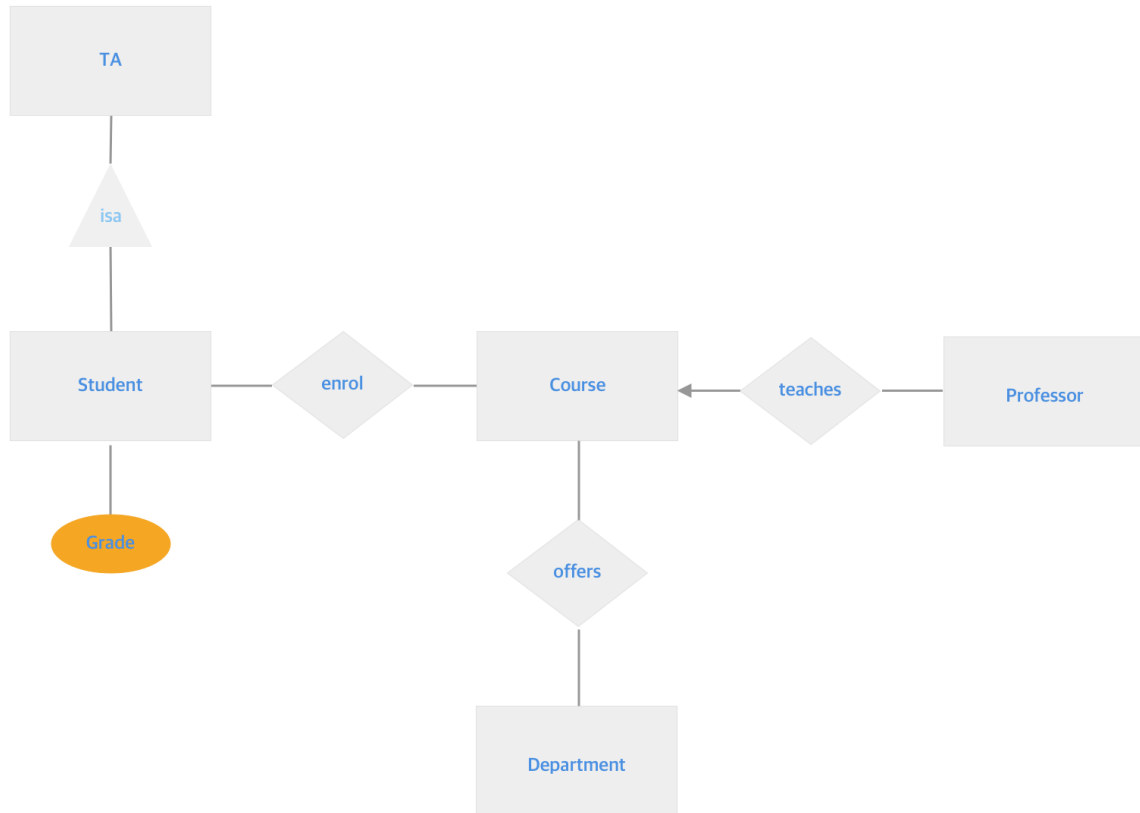 TA
isa
Student
enrol
Course
teaches
Professor
Grade
offers
Department